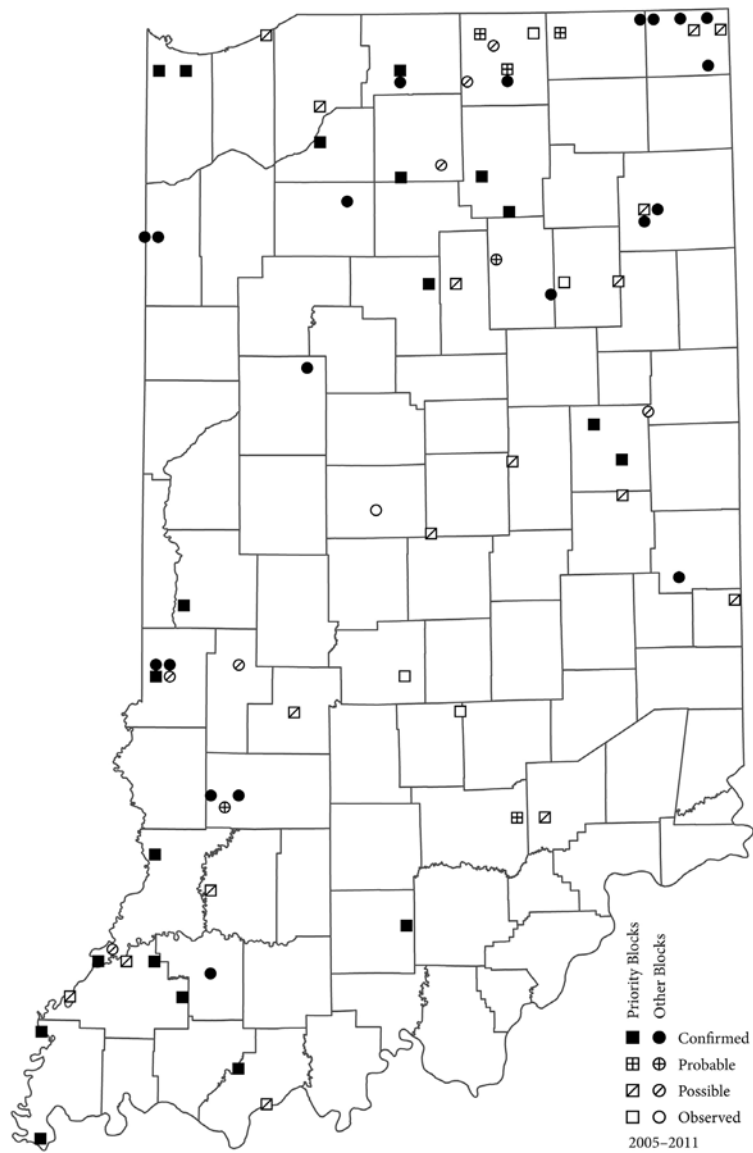 Priority Blocks
Other Blocks
Confirmed
Probable
Possible
Observed
2005–2011